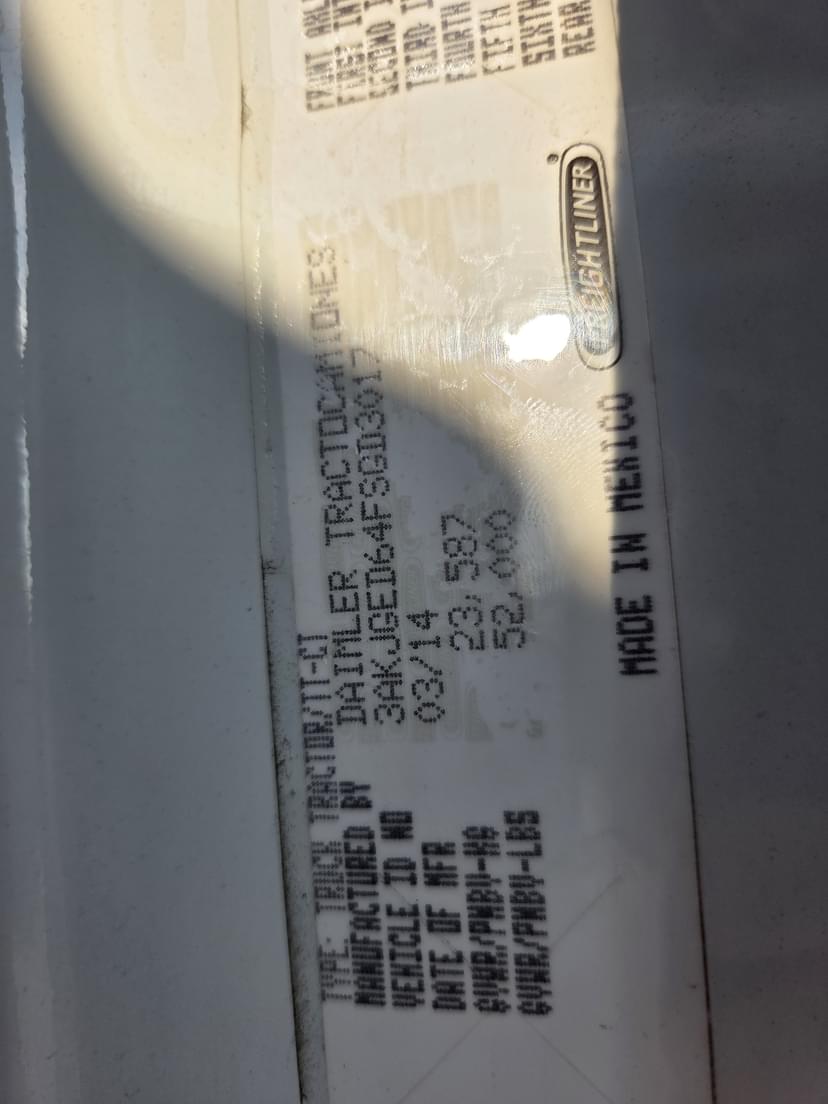 TYPE: TRUCK TRACTOR/TT-CT
MANUFACTURED BY DAIMLER TRACTOCAMIONES
VEHICLE ID NO 3AKJGED64FSGD3017
DATE OF MFR 03/14
GVWR/PNBV-KG 23,587
GVWR/PNBV-LBS 52,000
MADE IN MEXICO
FREIGHTLINER
FRONT
FIRST
SECOND
THIRD
FOURTH
FIFTH
SIXTH
REAR